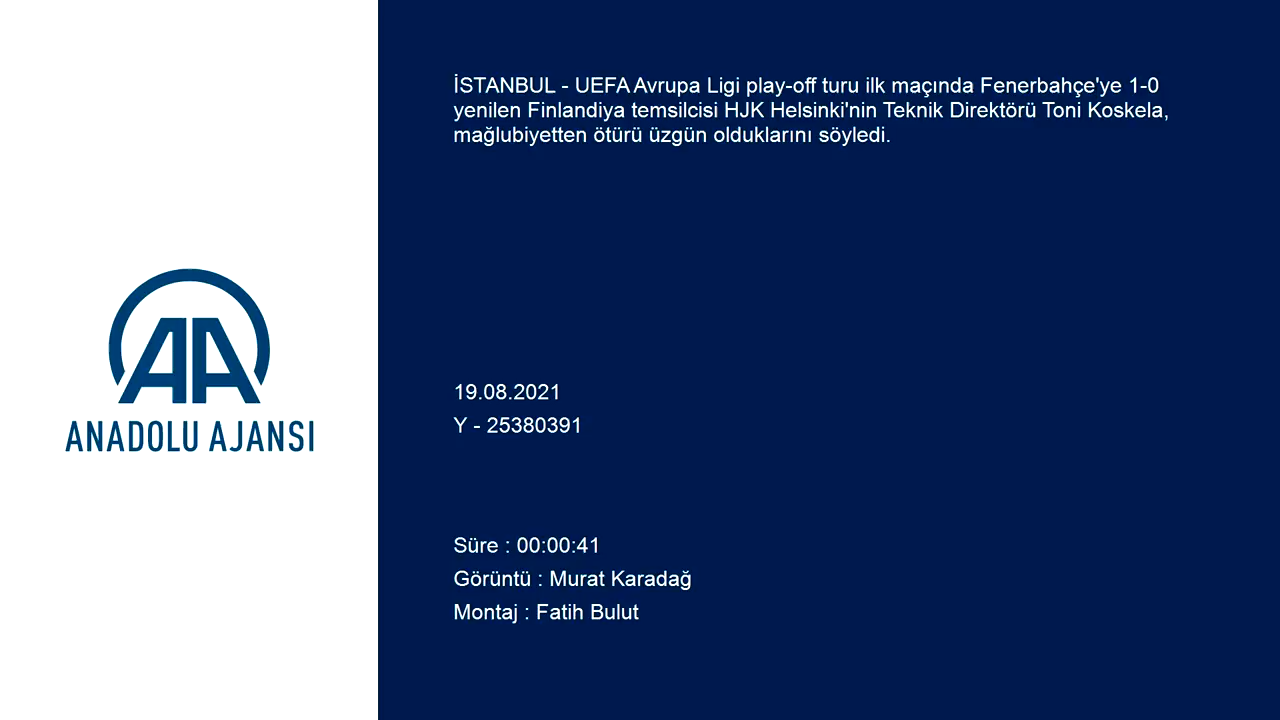 İSTANBUL - UEFA Avrupa Ligi play-off turu ilk maçında Fenerbahçe'ye 1-0
yenilen Finlandiya temsilcisi HJK Helsinki'nin Teknik Direktörü Toni Koskela,
mağlubiyetten ötürü üzgün olduklarını söyledi.
AA
ANADOLU AJANSI
19.08.2021
Y - 25380391
Süre : 00:00:41
Görüntü : Murat Karadağ
Montaj : Fatih Bulut